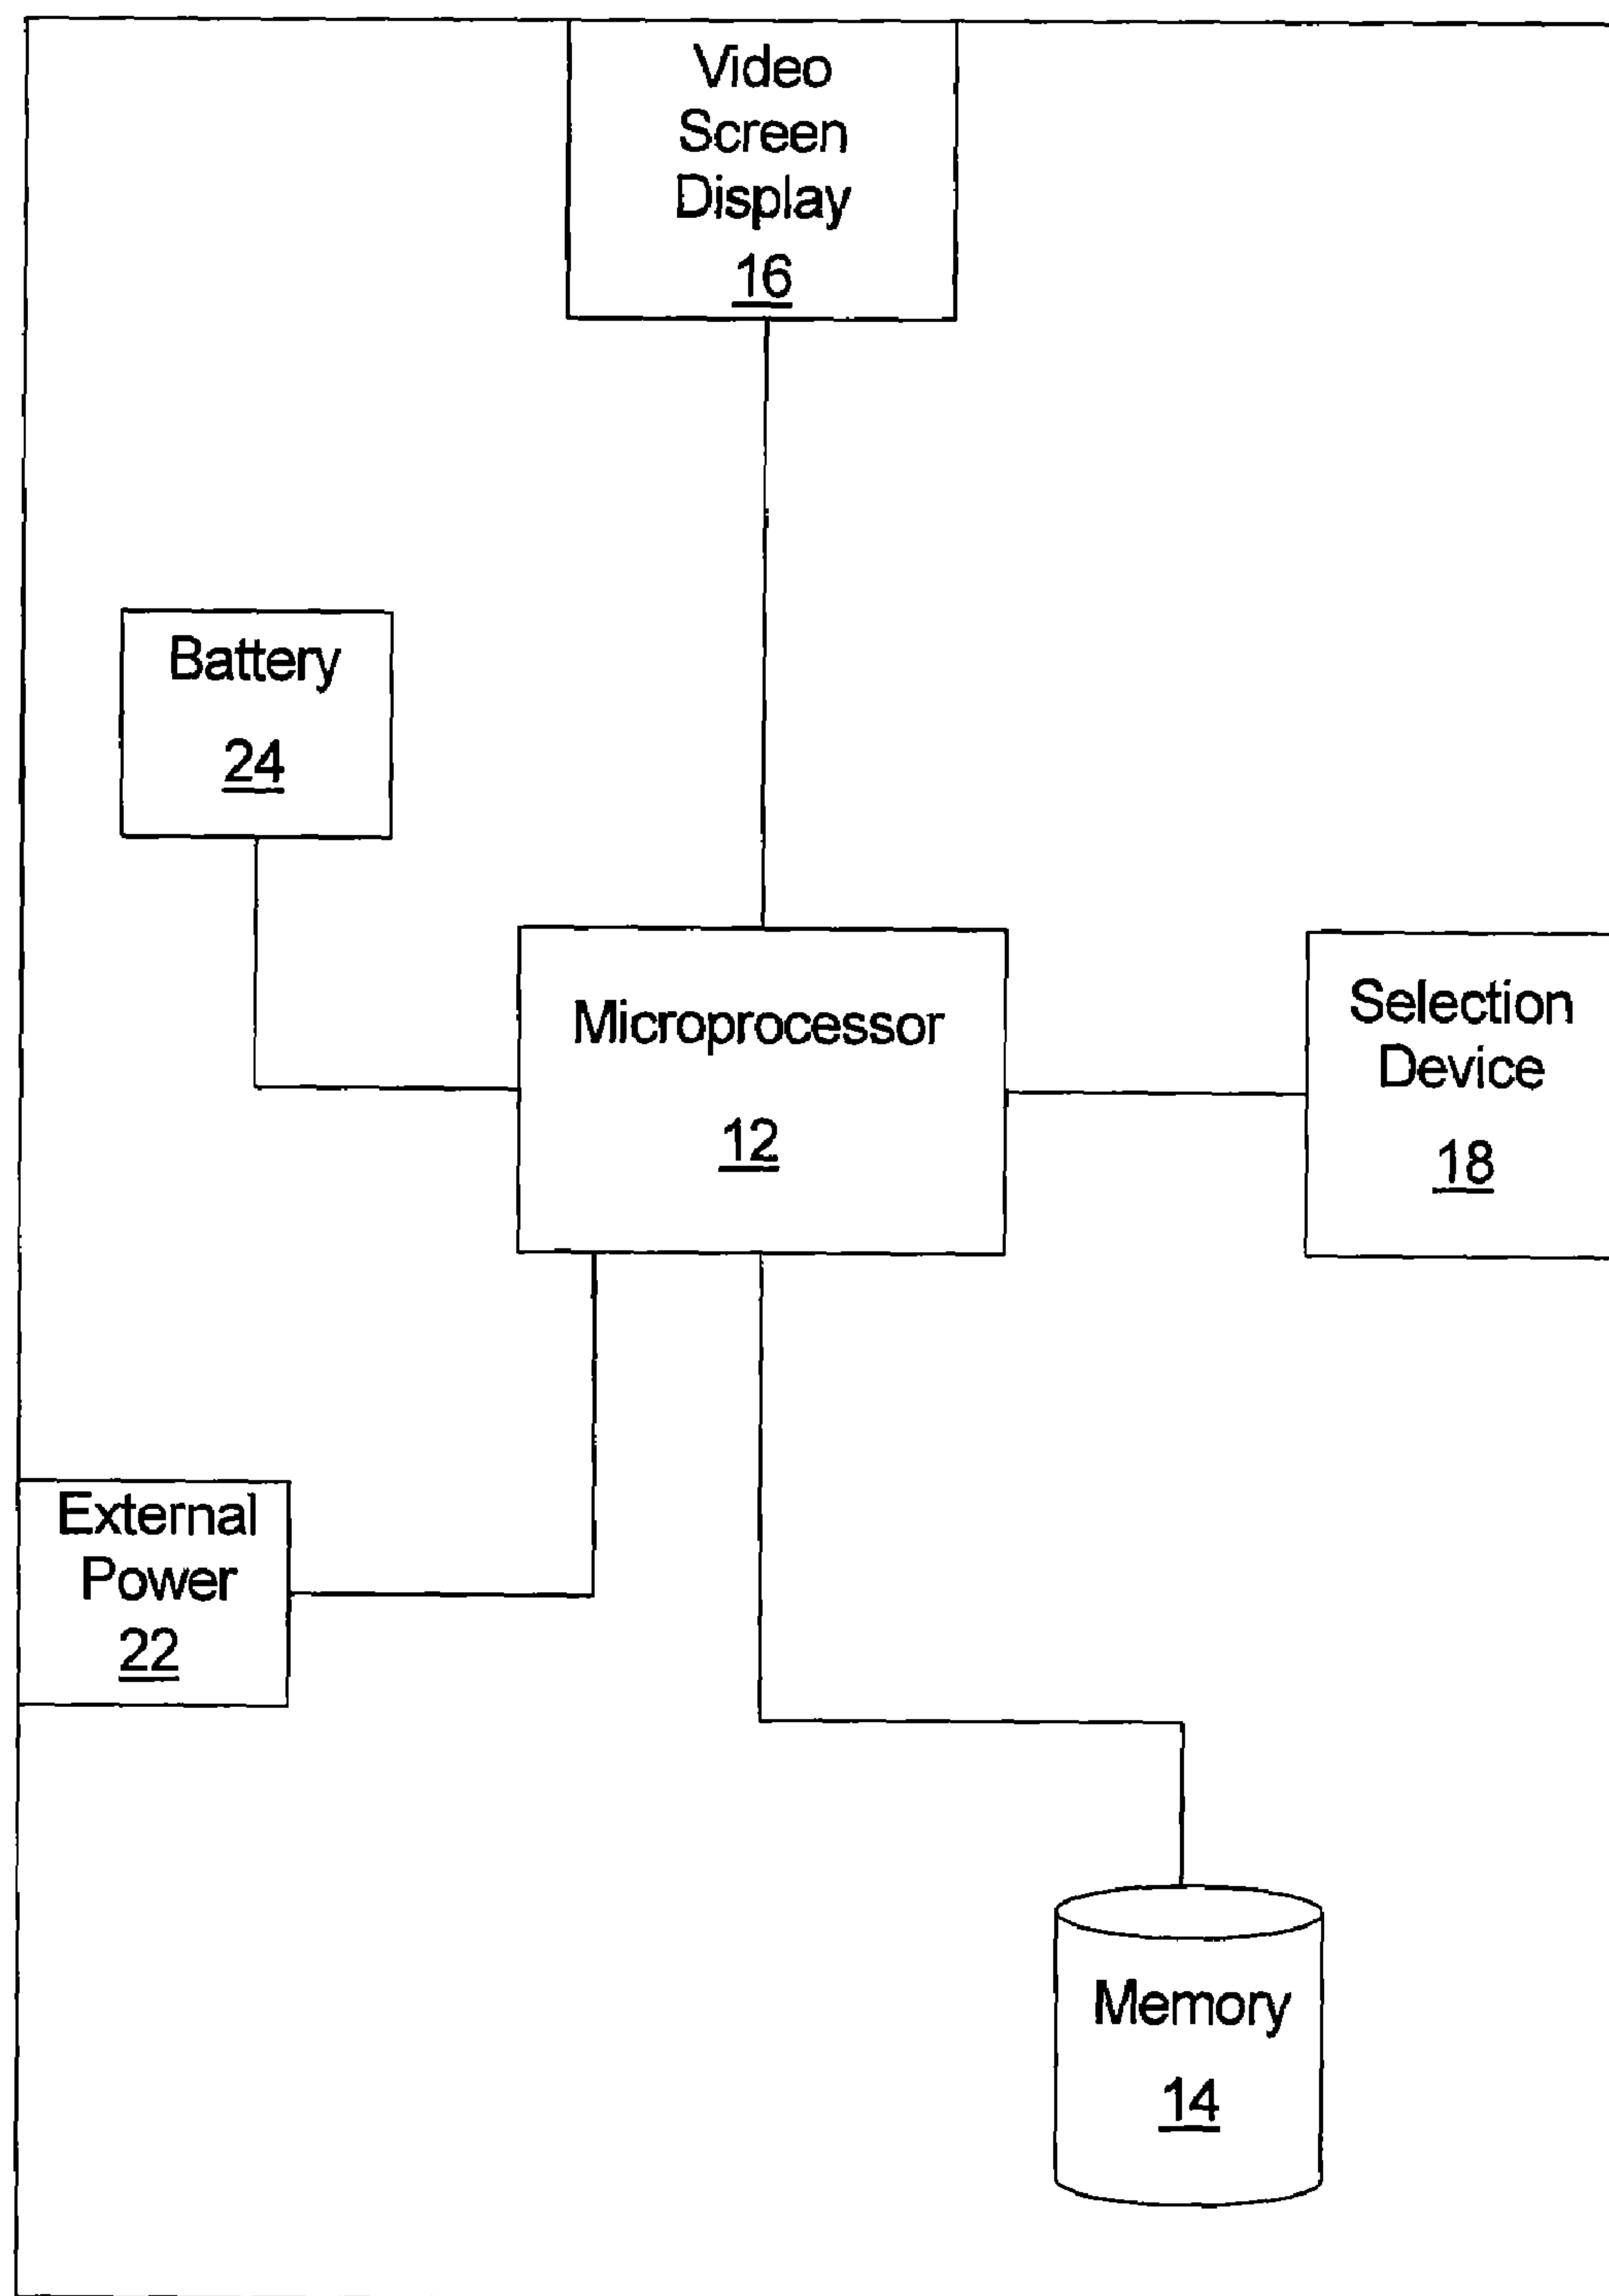 Video
Screen
Display
16
Battery
24
Microprocessor
12
Selection
Device
18
External
Power
22
Memory
14